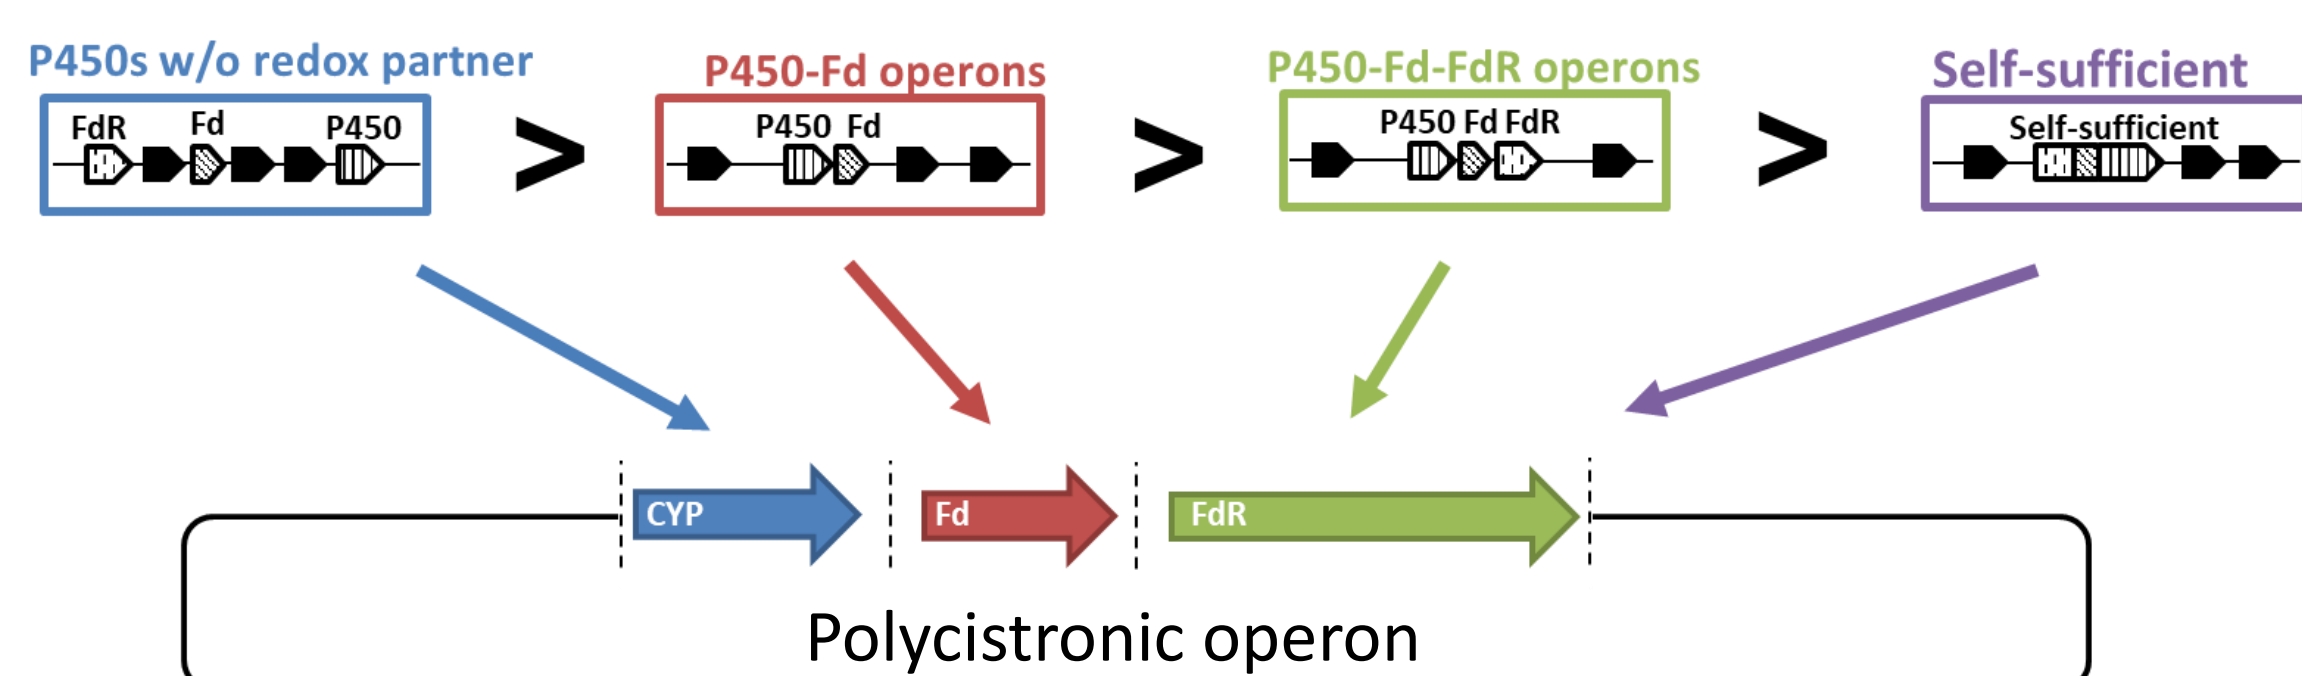 P450s w/o redox partner
FdR Fd P450
>
P450-Fd operons
P450 Fd
>
P450-Fd-FdR operons
P450 Fd FdR
>
Self-sufficient
Self-sufficient
CYP
Fd
FdR
Polycistronic operon